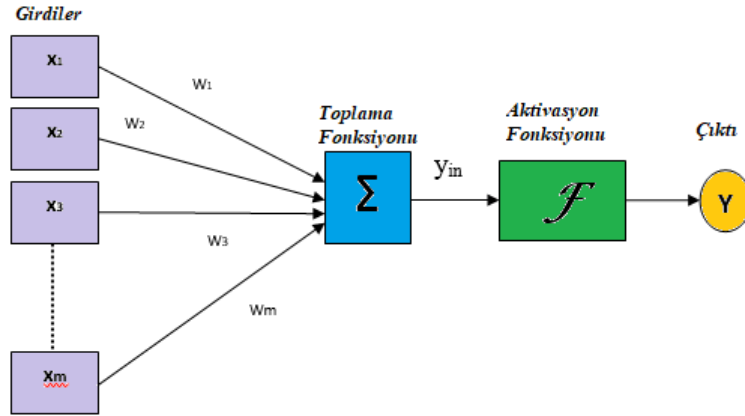 Girdiler
X1
X2
X3
Xm
W1
W2
W3
Wm
Toplama
Fonksiyonu
Σ
yin
Aktivasyon
Fonksiyonu
ℱ
Çıktı
Y